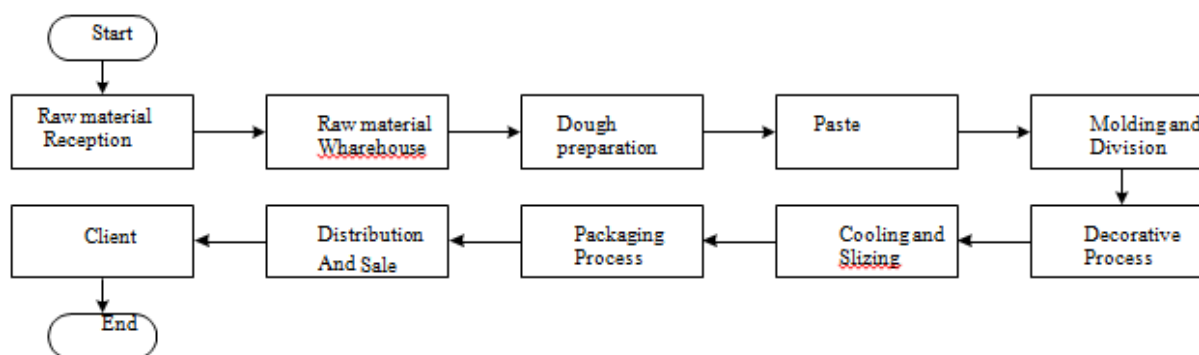 Start
Raw material
Reception
Raw material
Wharehouse
Dough
preparation
Paste
Molding and
Division
Decorative
Process
Cooling and
Slizing
Packaging
Process
Distribution
And Sale
Client
End